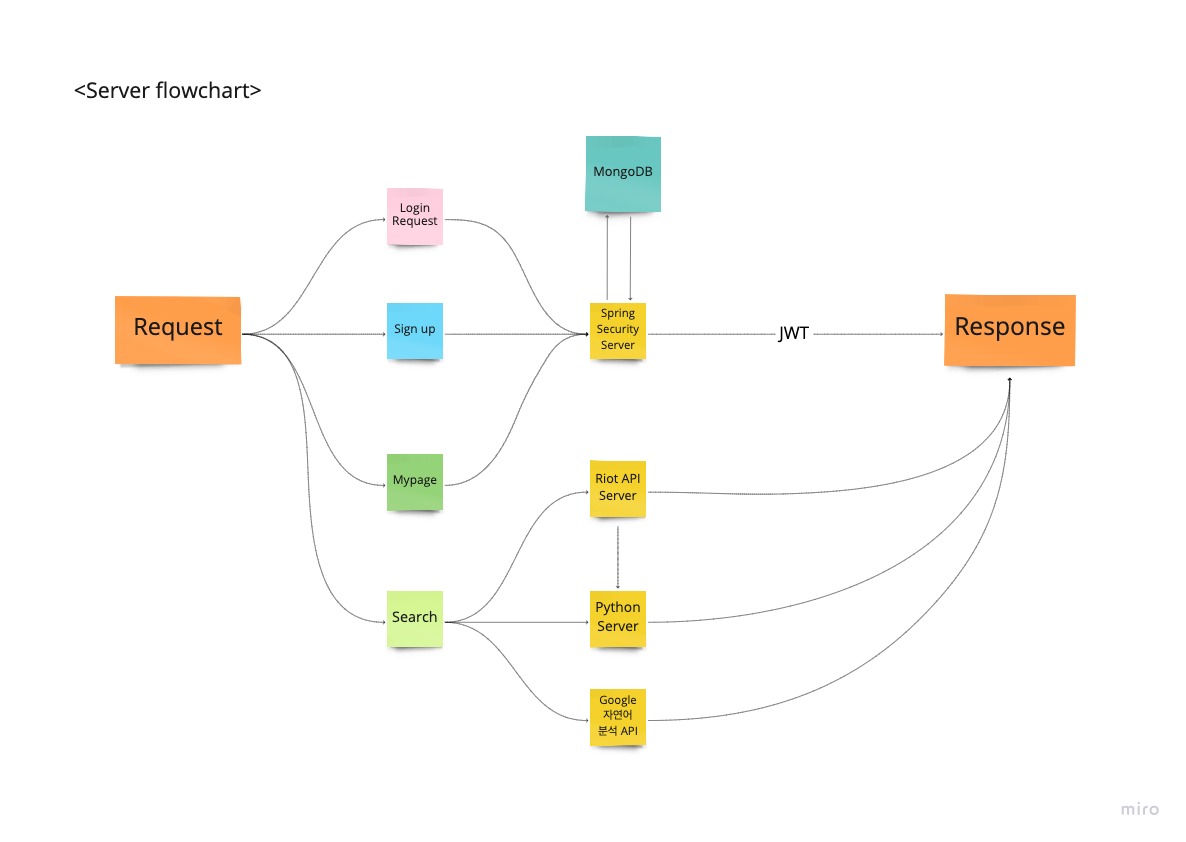 <Server flowchart>
MongoDB
Login
Request
Request
Sign up
Spring
Security
Server
JWT
Response
Mypage
Riot API
Server
Search
Python
Server
Google
자연어
분석 API
miro